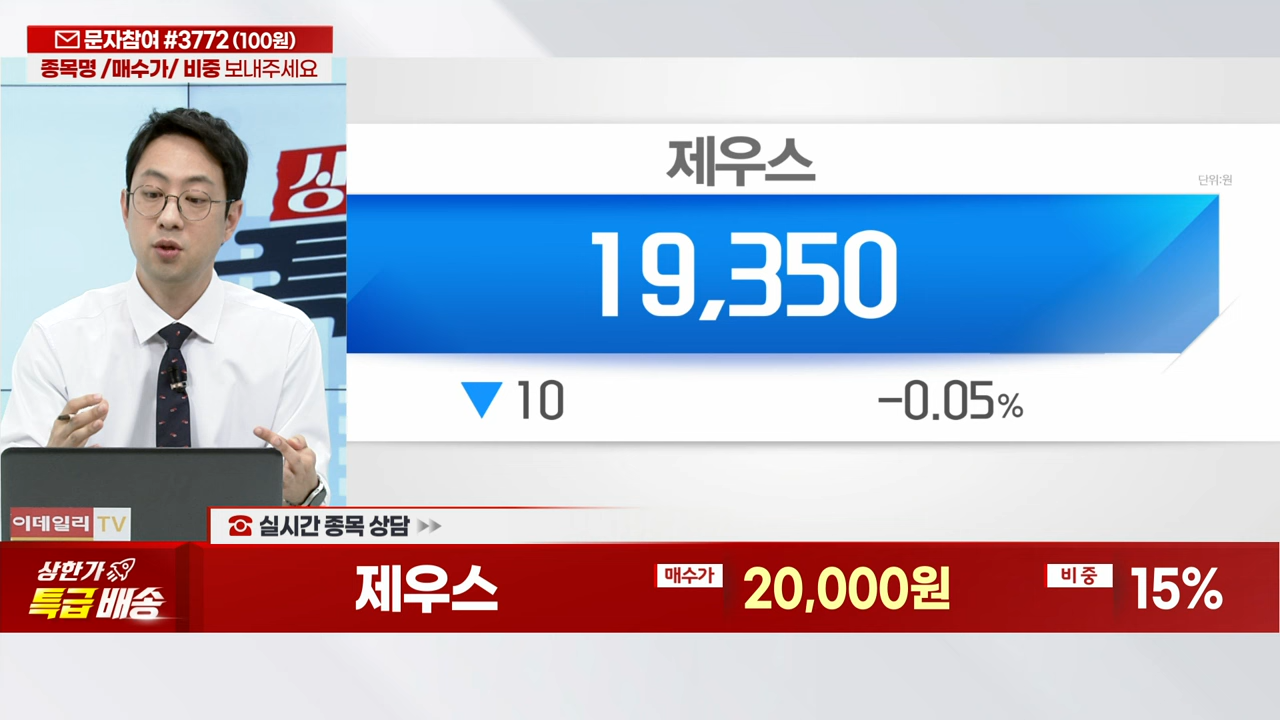 문자참여 #3772 (100원)
종목명 /매수가/ 비중 보내주세요
상
제우스
단위:원
19,350
▼ 10 -0.05%
이데일리 TV
☎ 실시간 종목 상담
상한가
특급 배송
제우스 매수가 20,000원 비중 15%